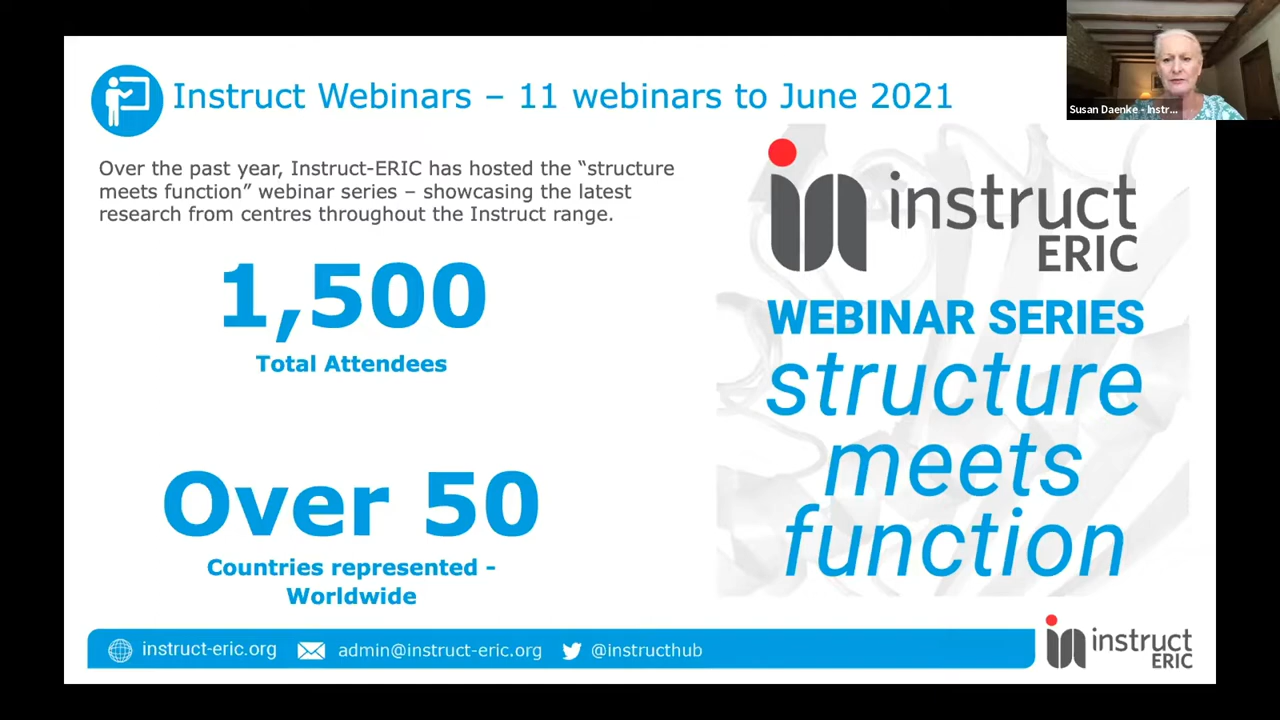 Instruct Webinars – 11 webinars to June 2021
Susan Daenke - Instr...
Over the past year, Instruct-ERIC has hosted the “structure
meets function” webinar series – showcasing the latest
research from centres throughout the Instruct range.
1,500
Total Attendees
Over 50
Countries represented -
Worldwide
instruct
ERIC
WEBINAR SERIES
structure
meets
function
instruct-eric.org
admin@instruct-eric.org
@instructhub
instruct
ERIC